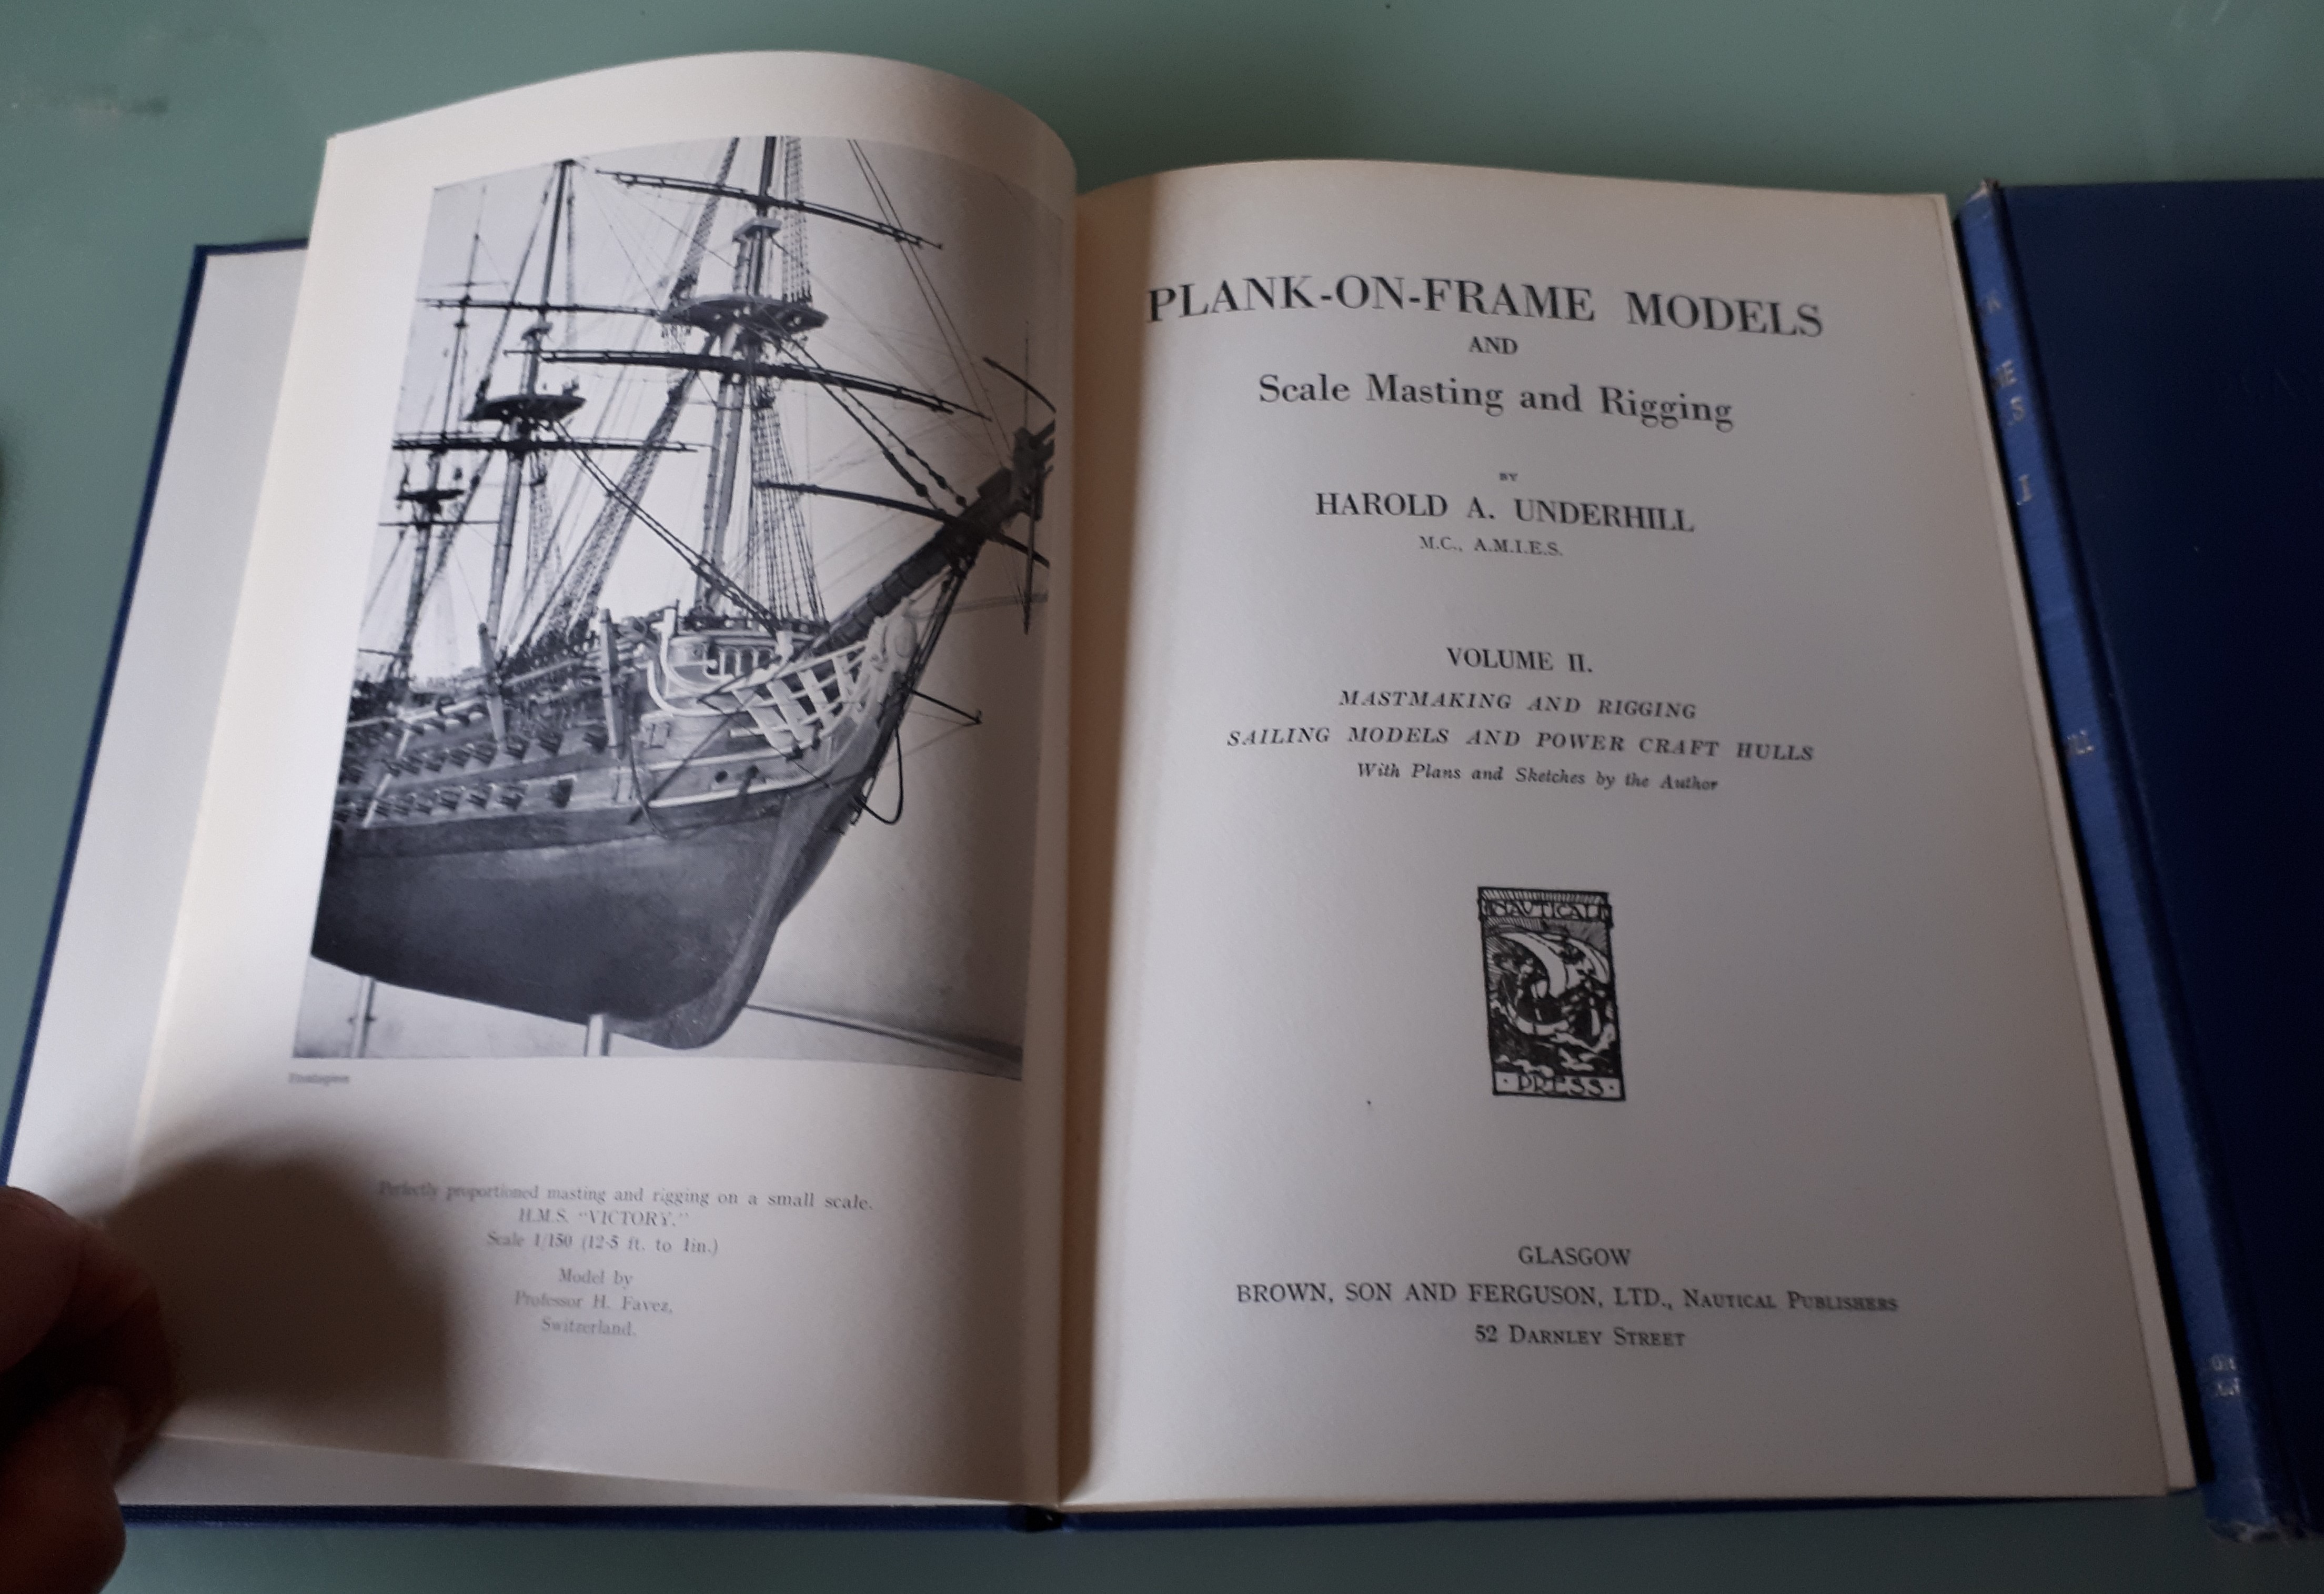 Frontispiece
Perfectly proportioned masting and rigging on a small scale.
H.M.S. "VICTORY."
Scale 1/150 (12·5 ft. to 1in.)
Model by
Professor H. Favez,
Switzerland.
PLANK-ON-FRAME MODELS
AND
Scale Masting and Rigging
BY
HAROLD A. UNDERHILL
M.C., A.M.I.E.S.
VOLUME II.
MASTMAKING AND RIGGING
SAILING MODELS AND POWER CRAFT HULLS
With Plans and Sketches by the Author
NAUTICAL
PRESS
GLASGOW
BROWN, SON AND FERGUSON, LTD., NAUTICAL PUBLISHERS
52 DARNLEY STREET